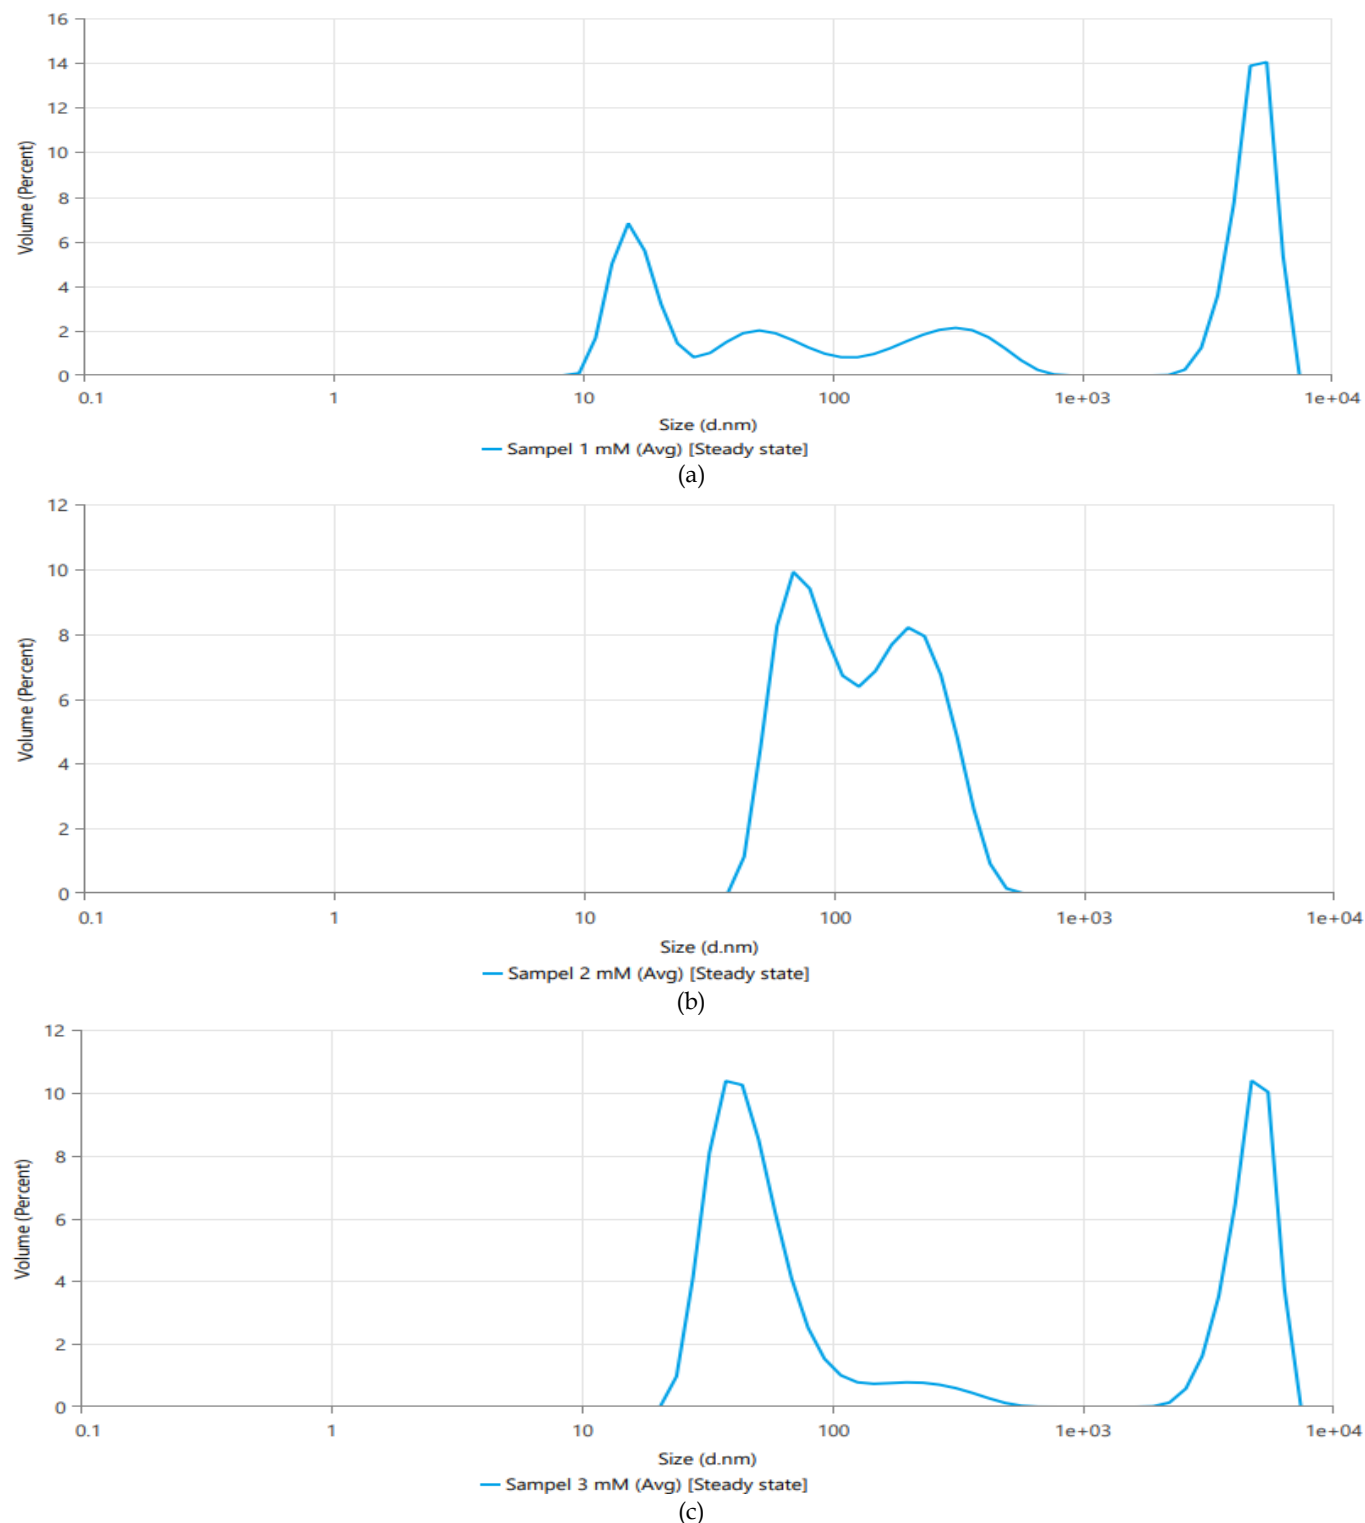 16
14
12
10
8
6
4
2
0
Volume (Percent)
0.1 1 10 100 1e+03 1e+04
Size (d.nm)
Sampel 1 mM (Avg) [Steady state]
(a)
12
10
8
6
4
2
0
Volume (Percent)
0.1 1 10 100 1e+03 1e+04
Size (d.nm)
Sampel 2 mM (Avg) [Steady state]
(b)
12
10
8
6
4
2
0
Volume (Percent)
0.1 1 10 100 1e+03 1e+04
Size (d.nm)
Sampel 3 mM (Avg) [Steady state]
(c)